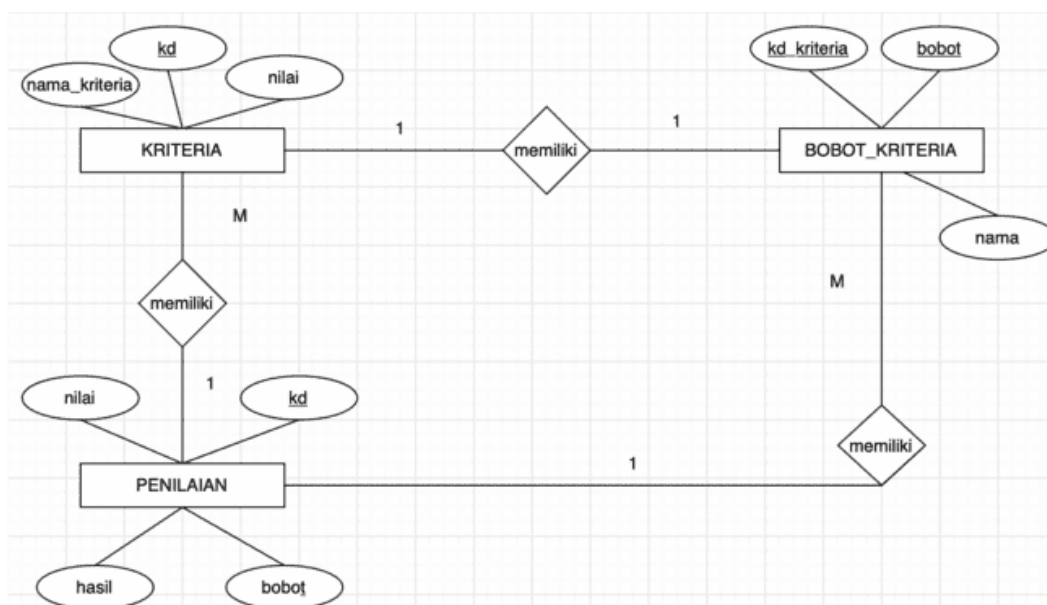 kd
nama_kriteria
nilai
KRITERIA
1
memiliki
1
kd_kriteria
bobot
BOBOT_KRITERIA
nama
M
memiliki
1
nilai
kd
PENILAIAN
hasil
bobot
M
memiliki
1